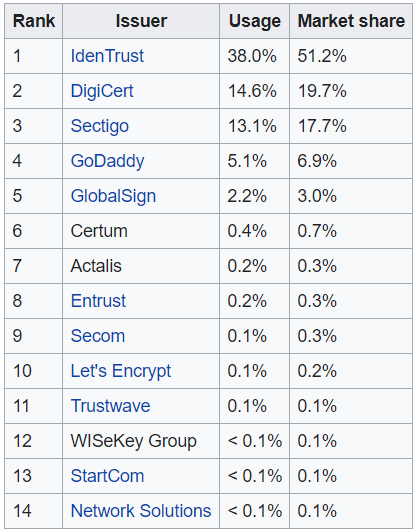 Rank Issuer Usage Market share
1 IdenTrust 38.0% 51.2%
2 DigiCert 14.6% 19.7%
3 Sectigo 13.1% 17.7%
4 GoDaddy 5.1% 6.9%
5 GlobalSign 2.2% 3.0%
6 Certum 0.4% 0.7%
7 Actalis 0.2% 0.3%
8 Entrust 0.2% 0.3%
9 Secom 0.1% 0.3%
10 Let's Encrypt 0.1% 0.2%
11 Trustwave 0.1% 0.1%
12 WISeKey Group < 0.1% 0.1%
13 StartCom < 0.1% 0.1%
14 Network Solutions < 0.1% 0.1%